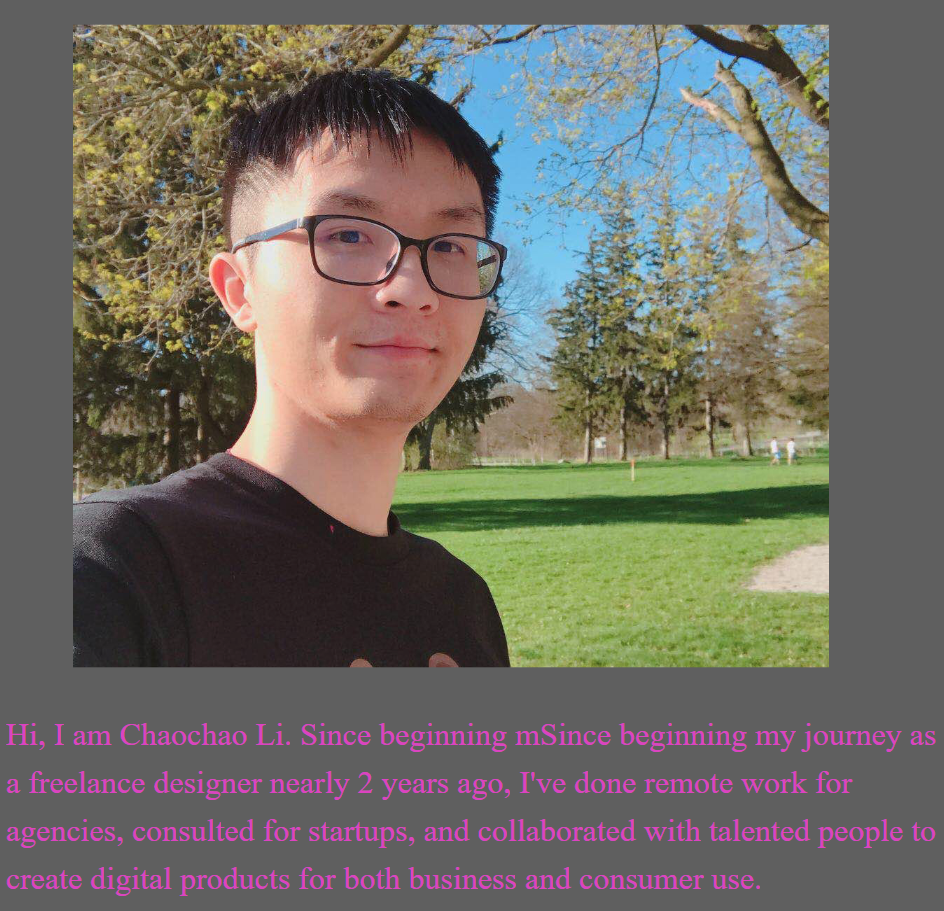 Hi, I am Chaochao Li. Since beginning mSince beginning my journey as
a freelance designer nearly 2 years ago, I've done remote work for
agencies, consulted for startups, and collaborated with talented people to
create digital products for both business and consumer use.